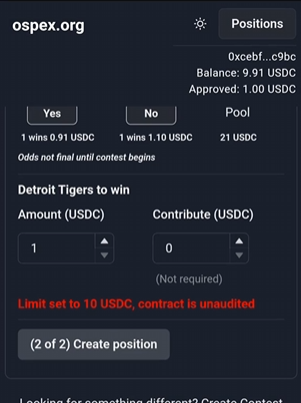 ospex.org
Positions
0xcebf...c9bc
Balance: 9.91 USDC
Approved: 1.00 USDC
Yes No Pool
1 wins 0.91 USDC 1 wins 1.10 USDC 21 USDC
Odds not final until contest begins
Detroit Tigers to win
Amount (USDC) Contribute (USDC)
1 0
(Not required)
Limit set to 10 USDC, contract is unaudited
(2 of 2) Create position
Looking for something different? Create Contest